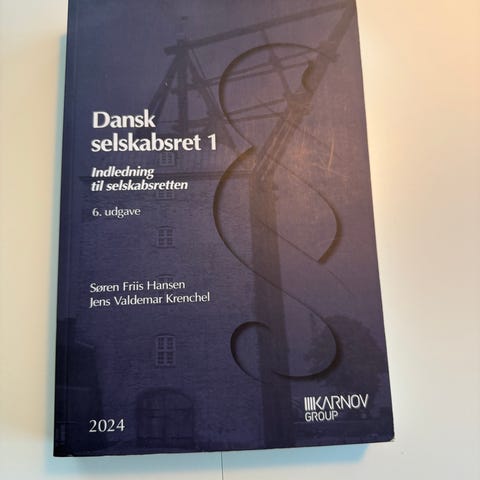 Dansk
selskabsret 1
Indledning
til selskabsretten
6. udgave
Søren Friis Hansen
Jens Valdemar Krenchel
2024
KARNOV
GROUP